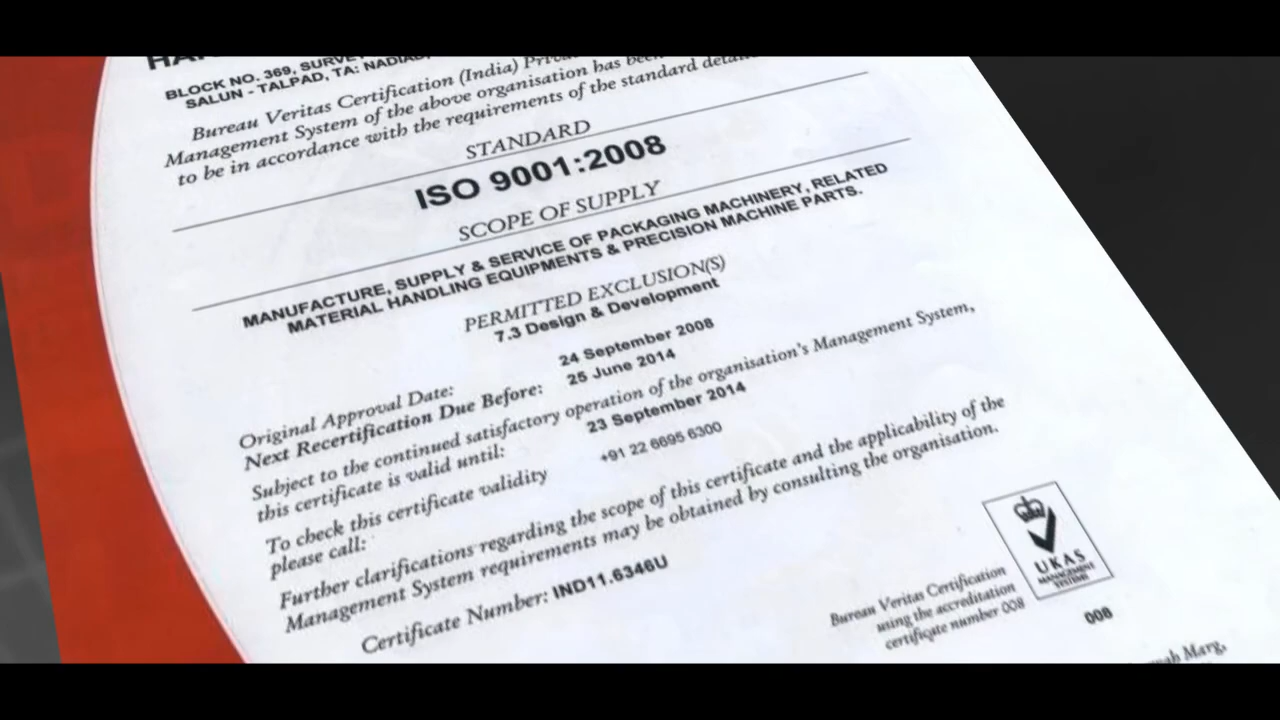 BLOCK NO. 369,
SALUN - TALPAD, TA:
Bureau Veritas Certification (India)
Management System of the above organisation has been
to be in accordance with the requirements of the standard
STANDARD
ISO 9001:2008
SCOPE OF SUPPLY
MANUFACTURE, SUPPLY & SERVICE OF PACKAGING MACHINERY, RELATED
MATERIAL HANDLING EQUIPMENTS & PRECISION MACHINE PARTS.
PERMITTED EXCLUSION(S)
7.3 Design & Development
Original Approval Date: 24 September 2008
Next Recertification Due Before: 25 June 2014
Subject to the continued satisfactory operation of the organisation's Management System,
this certificate is valid until: 23 September 2014
To check this certificate validity
please call: +91 22 6695 6300
Further clarifications regarding the scope of this certificate and the applicability of the
Management System requirements may be obtained by consulting the organisation.
Certificate Number: IND11.6346U
UKAS
MANAGEMENT
SYSTEMS
Bureau Veritas Certification
using the accreditation
certificate number 008
008
Marg,